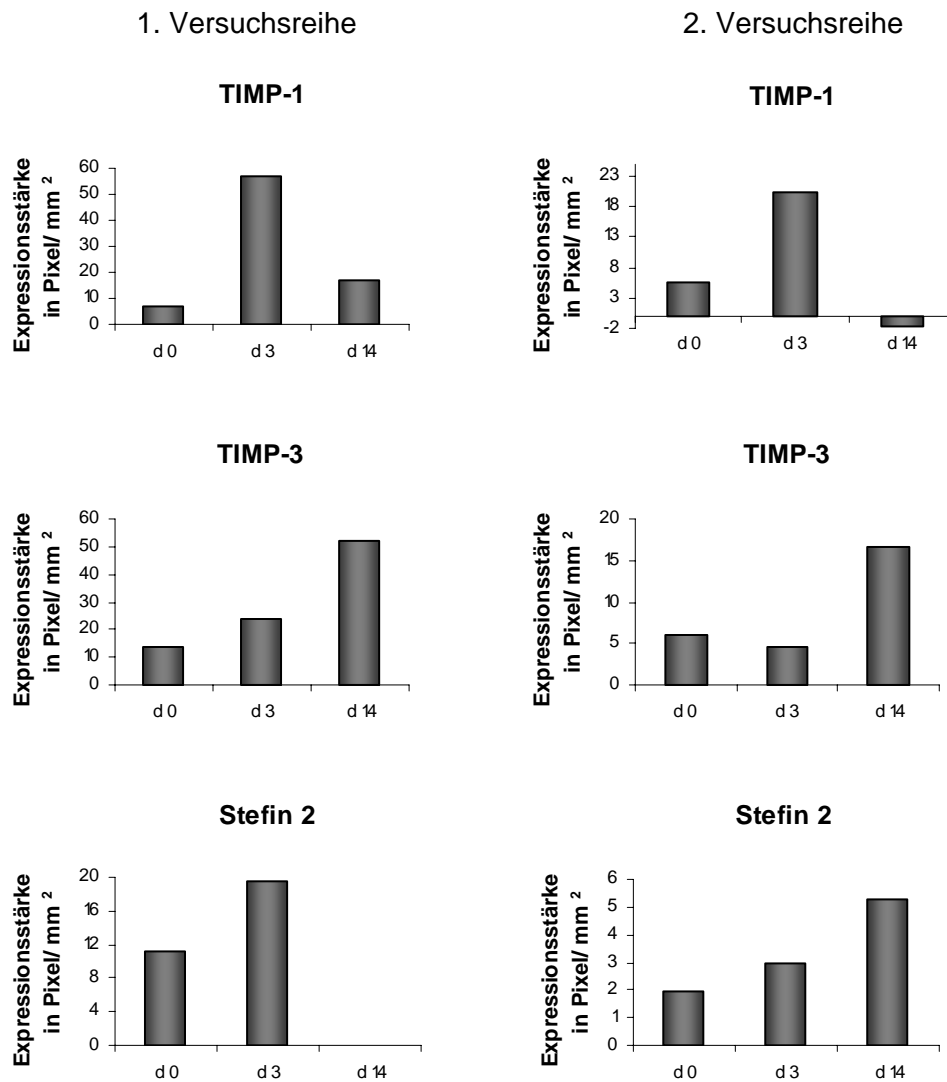 1. Versuchsreihe
2. Versuchsreihe
TIMP-1
Expressionsstärke
in Pixel/ mm ²
60
50
40
30
20
10
0
d 0
d 3
d 14
TIMP-1
Expressionsstärke
in Pixel/ mm ²
23
18
13
8
3
-2
d 0
d 3
d 14
TIMP-3
Expressionsstärke
in Pixel/ mm ²
60
50
40
30
20
10
0
d 0
d 3
d 14
TIMP-3
Expressionsstärke
in Pixel/ mm ²
20
15
10
5
0
d 0
d 3
d 14
Stefin 2
Expressionsstärke
in Pixel/ mm ²
20
16
12
8
4
0
d 0
d 3
d 14
Stefin 2
Expressionsstärke
in Pixel/ mm ²
6
5
4
3
2
1
0
d 0
d 3
d 14